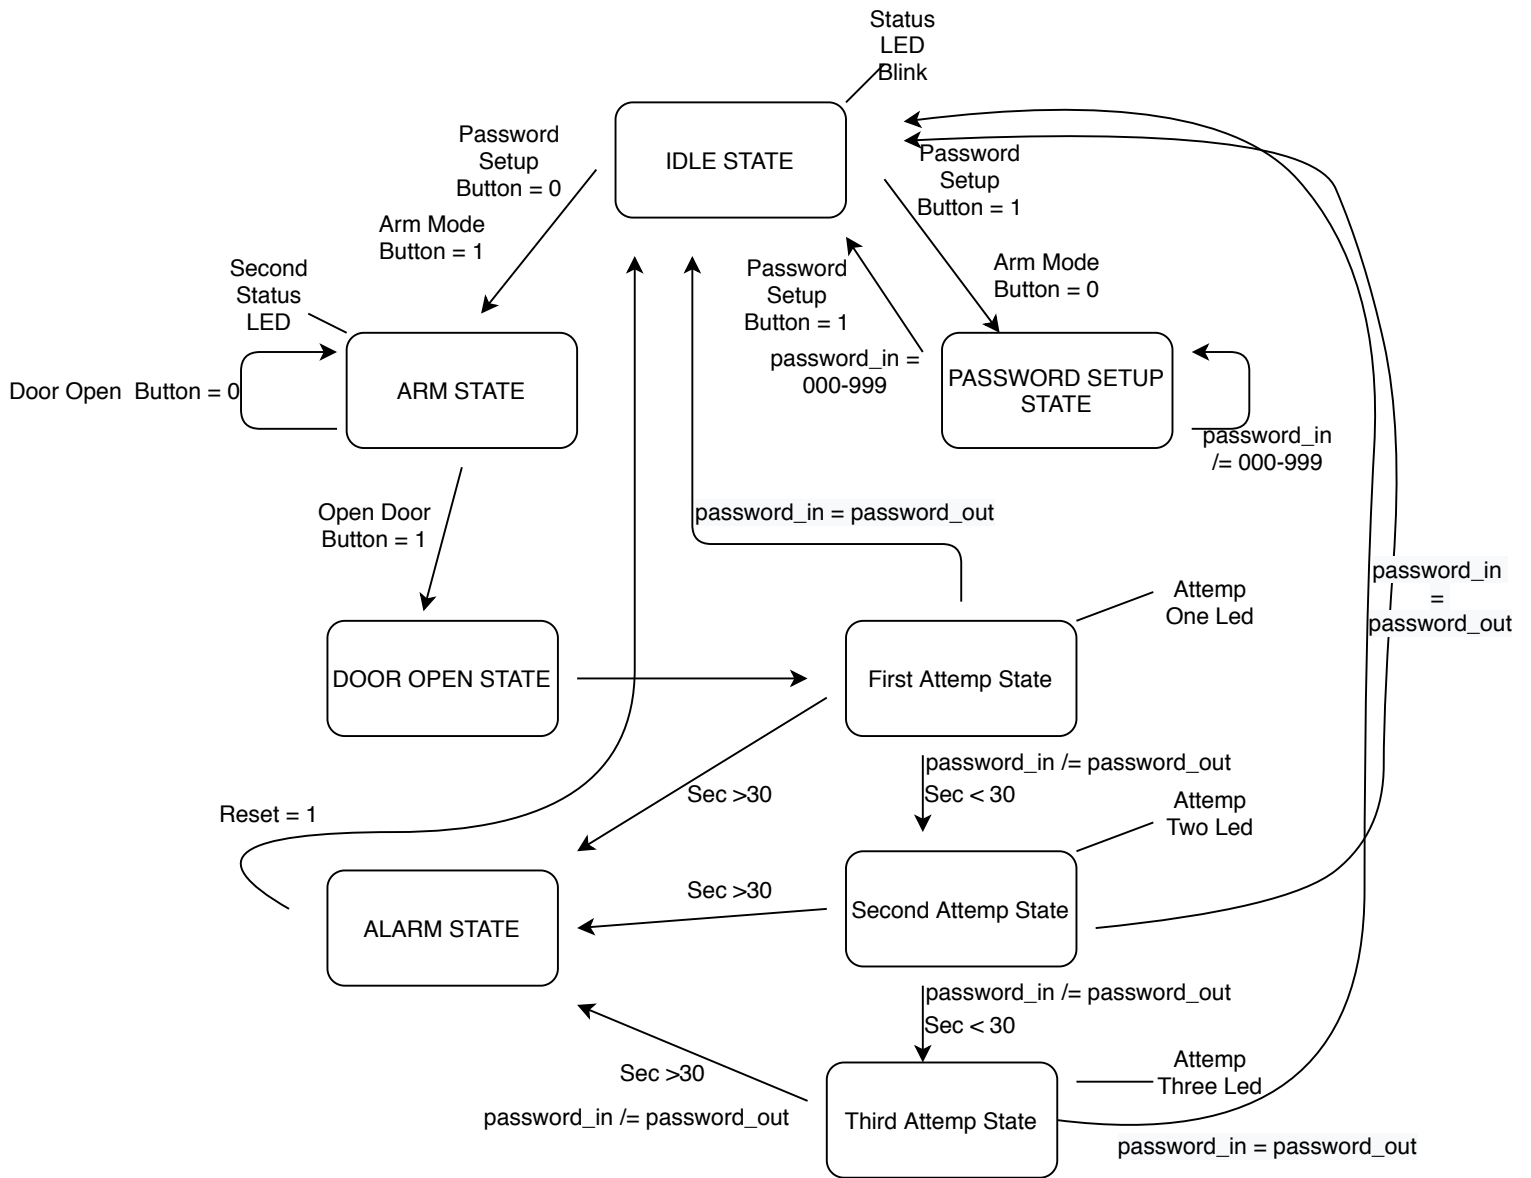 Status
LED
Blink
IDLE STATE
Password
Setup
Button = 0
Arm Mode
Button = 1
Password
Setup
Button = 1
Arm Mode
Button = 0
Password
Setup
Button = 1
password_in =
000-999
Second
Status
LED
Door Open  Button = 0
ARM STATE
PASSWORD SETUP
STATE
password_in
/= 000-999
Open Door
Button = 1
password_in = password_out
password_in
=
password_out
Attemp
One Led
DOOR OPEN STATE
First Attemp State
password_in /= password_out
Sec < 30
Sec >30
Attemp
Two Led
Reset = 1
Sec >30
Second Attemp State
ALARM STATE
password_in /= password_out
Sec < 30
Sec >30
password_in /= password_out
Attemp
Three Led
Third Attemp State
password_in = password_out